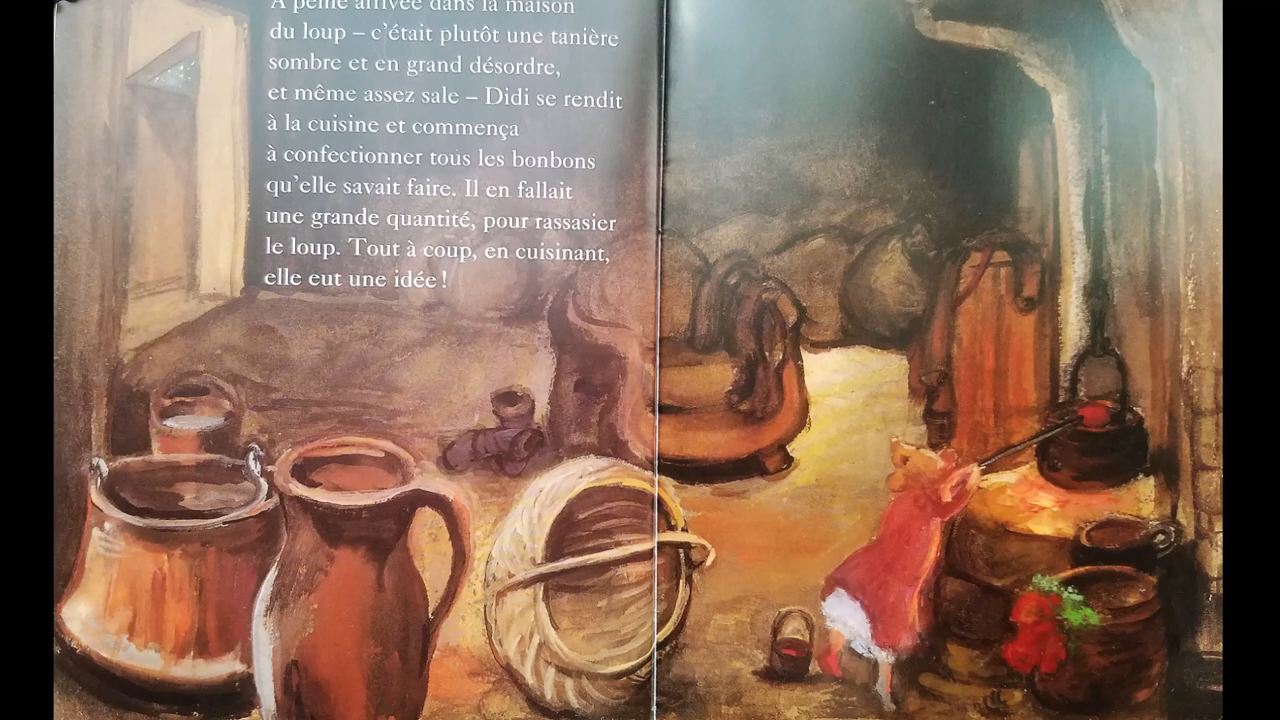 À peine arrivée dans la maison
du loup – c'était plutôt une tanière
sombre et en grand désordre,
et même assez sale – Didi se rendit
à la cuisine et commença
à confectionner tous les bonbons
qu'elle savait faire. Il en fallait
une grande quantité, pour rassasier
le loup. Tout à coup, en cuisinant,
elle eut une idée !